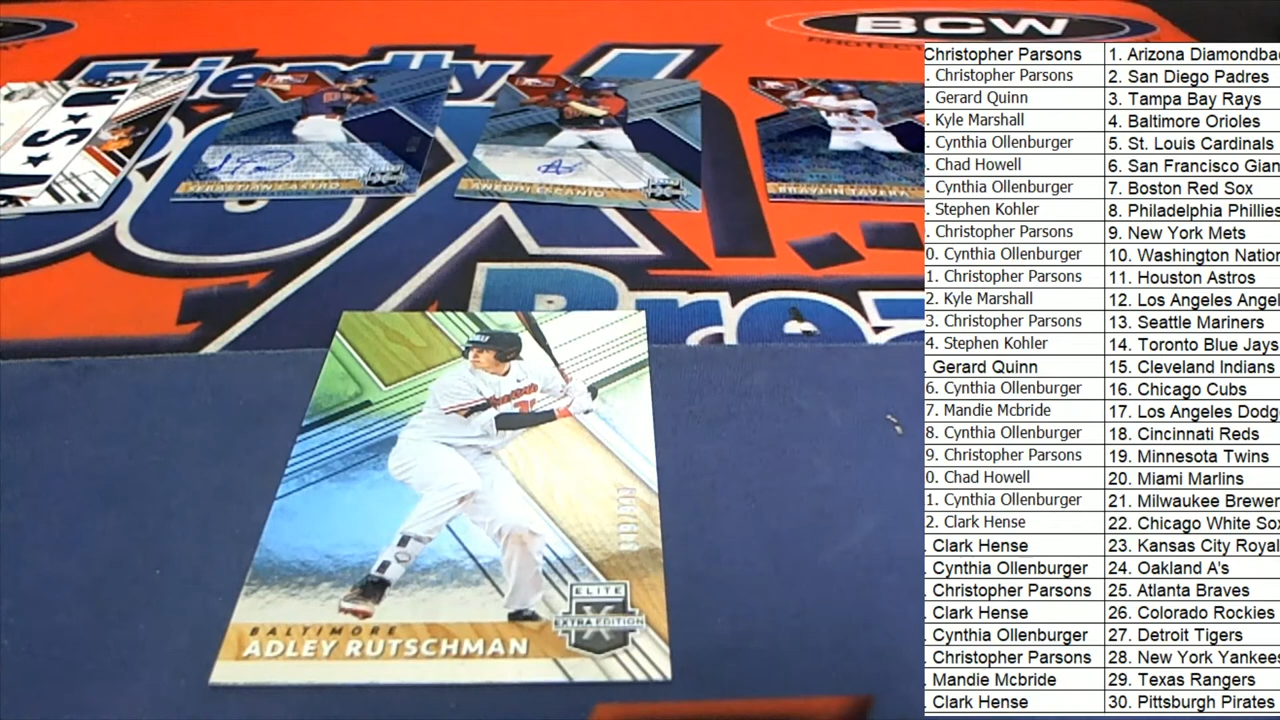 BCW
Friendly
U★S★
SEBASTIAN CASTRO
BRAYLIN TAVERA
ELITE
EXTRA EDITION
BALTIMORE
ADLEY RUTSCHMAN
Christopher Parsons 1. Arizona Diamondba
. Christopher Parsons 2. San Diego Padres
. Gerard Quinn 3. Tampa Bay Rays
. Kyle Marshall 4. Baltimore Orioles
. Cynthia Ollenburger 5. St. Louis Cardinals
. Chad Howell 6. San Francisco Gian
. Cynthia Ollenburger 7. Boston Red Sox
. Stephen Kohler 8. Philadelphia Phillies
. Christopher Parsons 9. New York Mets
0. Cynthia Ollenburger 10. Washington Nation
1. Christopher Parsons 11. Houston Astros
2. Kyle Marshall 12. Los Angeles Angel
3. Christopher Parsons 13. Seattle Mariners
4. Stephen Kohler 14. Toronto Blue Jays
. Gerard Quinn 15. Cleveland Indians
6. Cynthia Ollenburger 16. Chicago Cubs
7. Mandie Mcbride 17. Los Angeles Dodg
8. Cynthia Ollenburger 18. Cincinnati Reds
9. Christopher Parsons 19. Minnesota Twins
0. Chad Howell 20. Miami Marlins
1. Cynthia Ollenburger 21. Milwaukee Brewer
2. Clark Hense 22. Chicago White Sox
. Clark Hense 23. Kansas City Royal
. Cynthia Ollenburger 24. Oakland A's
. Christopher Parsons 25. Atlanta Braves
. Clark Hense 26. Colorado Rockies
. Cynthia Ollenburger 27. Detroit Tigers
. Christopher Parsons 28. New York Yankees
. Mandie Mcbride 29. Texas Rangers
. Clark Hense 30. Pittsburgh Pirates